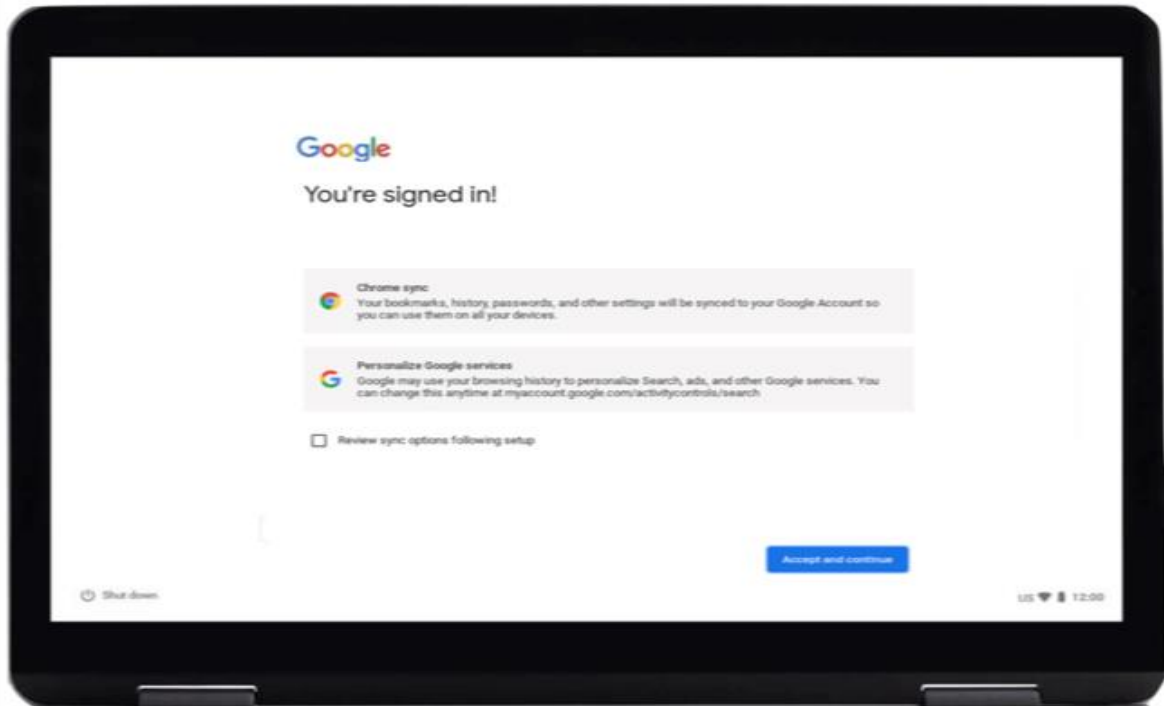 Google
You're signed in!
Chrome sync
Your bookmarks, history, passwords, and other settings will be synced to your Google Account so
you can use them on all your devices.
Personalize Google services
Google may use your browsing history to personalize Search, ads, and other Google services. You
can change this anytime at myaccount.google.com/activitycontrols/search
Review sync options following setup
Accept and continue
Shut down
US 12:00